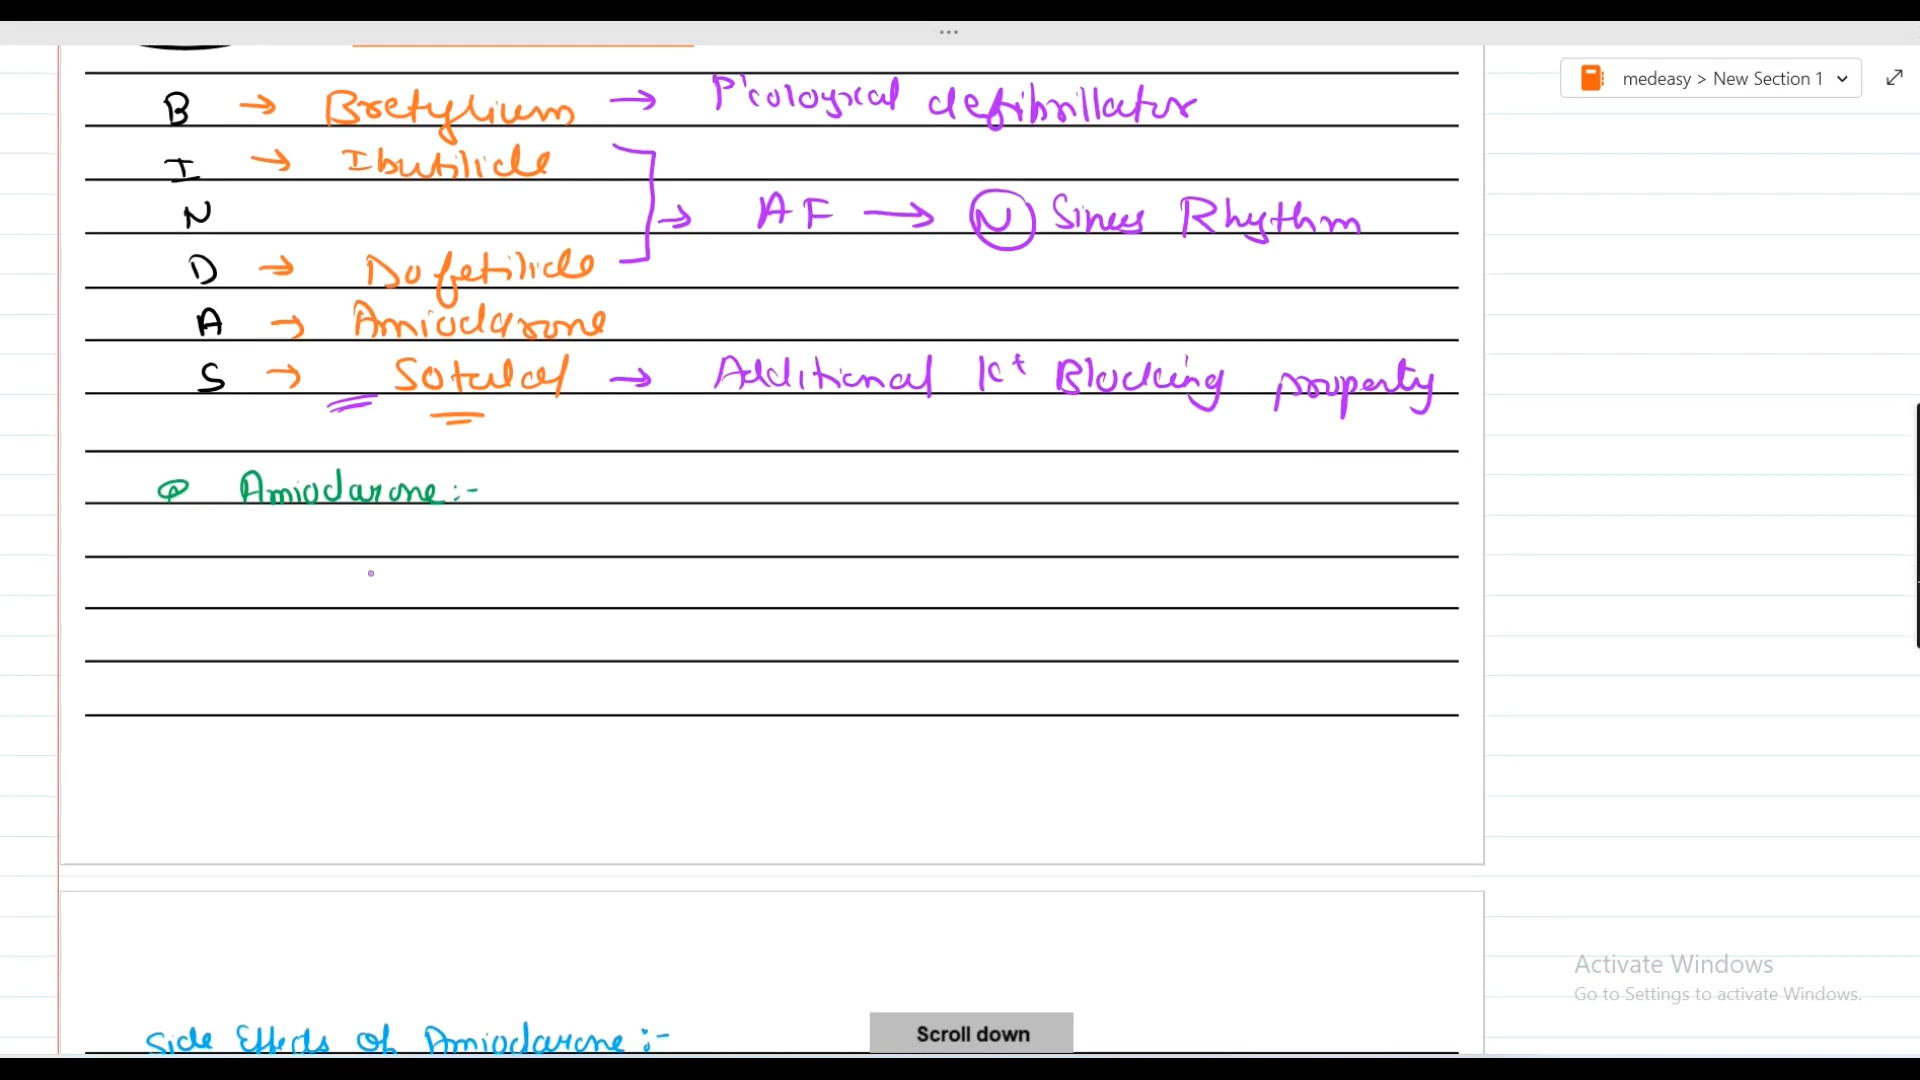 ...
medeasy > New Section 1
B → Bretylium → P'cological defibrillator
I → Ibutilide
N
→ AF → N Sinus Rhythm
D → Dofetilide
A → Amiodarone
S → Sotalol → Additional K+ Blocking property
Amiodarone:-
Side Effects of Amiodarone:-
Scroll down
Activate Windows
Go to Settings to activate Windows.